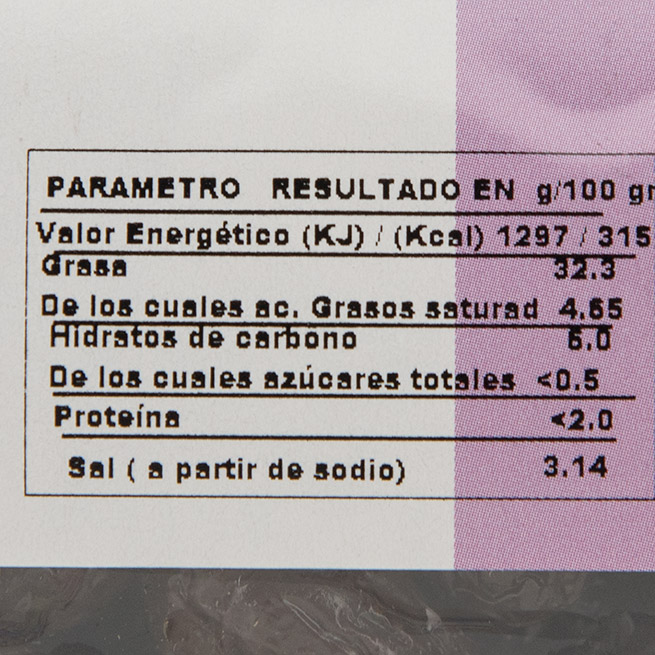 PARAMETRO RESULTADO EN g/100 gr
Valor Energético (KJ) / (Kcal) 1297 / 315
Grasa 32.3
De los cuales ac. Grasos saturad 4.65
Hidratos de carbono 6.0
De los cuales azúcares totales <0.5
Proteína <2.0
Sal ( a partir de sodio) 3.14